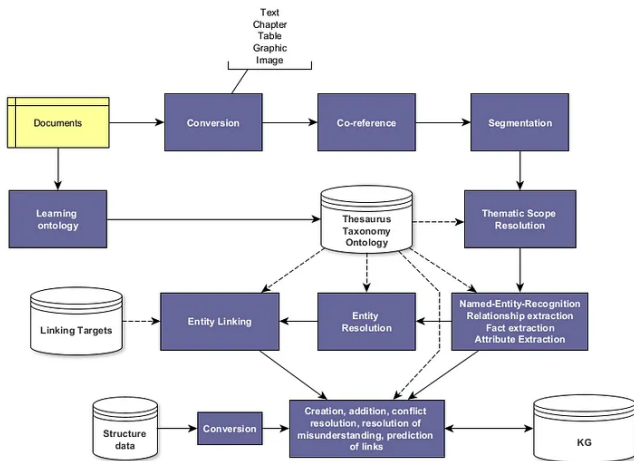 Text
Chapter
Table
Graphic
Image
Documents
Conversion
Co-reference
Segmentation
Learning
ontology
Thesaurus
Taxonomy
Ontology
Thematic Scope
Resolution
Linking Targets
Entity Linking
Entity
Resolution
Named-Entity-Recognition
Relationship extraction
Fact extraction
Attribute Extraction
Structure
data
Conversion
Creation, addition, conflict
resolution, resolution of
misunderstanding, prediction
of links
KG